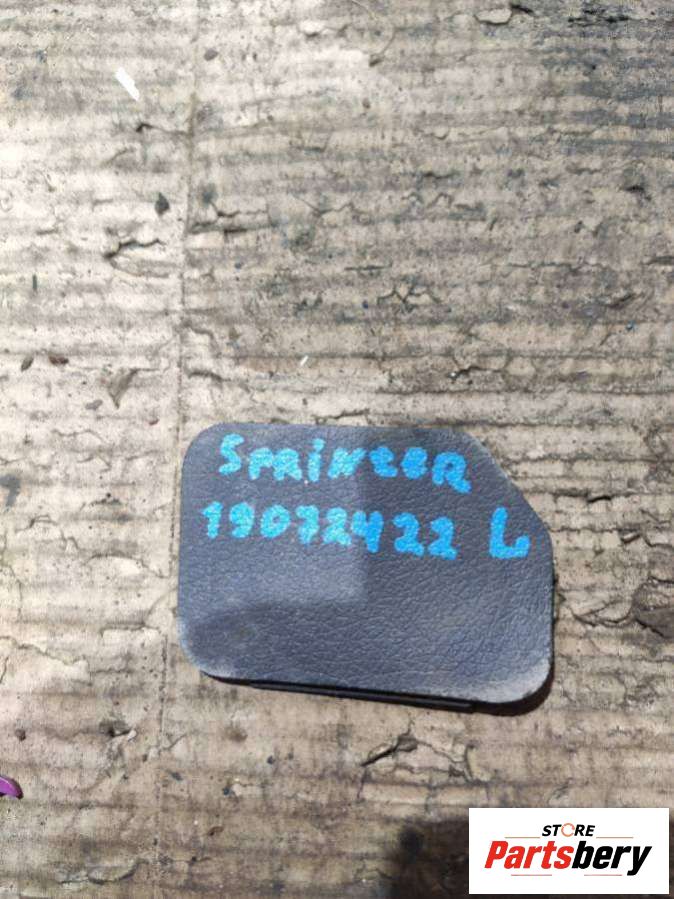 SPRiNTER
19072422 L
STORE
Partsbery